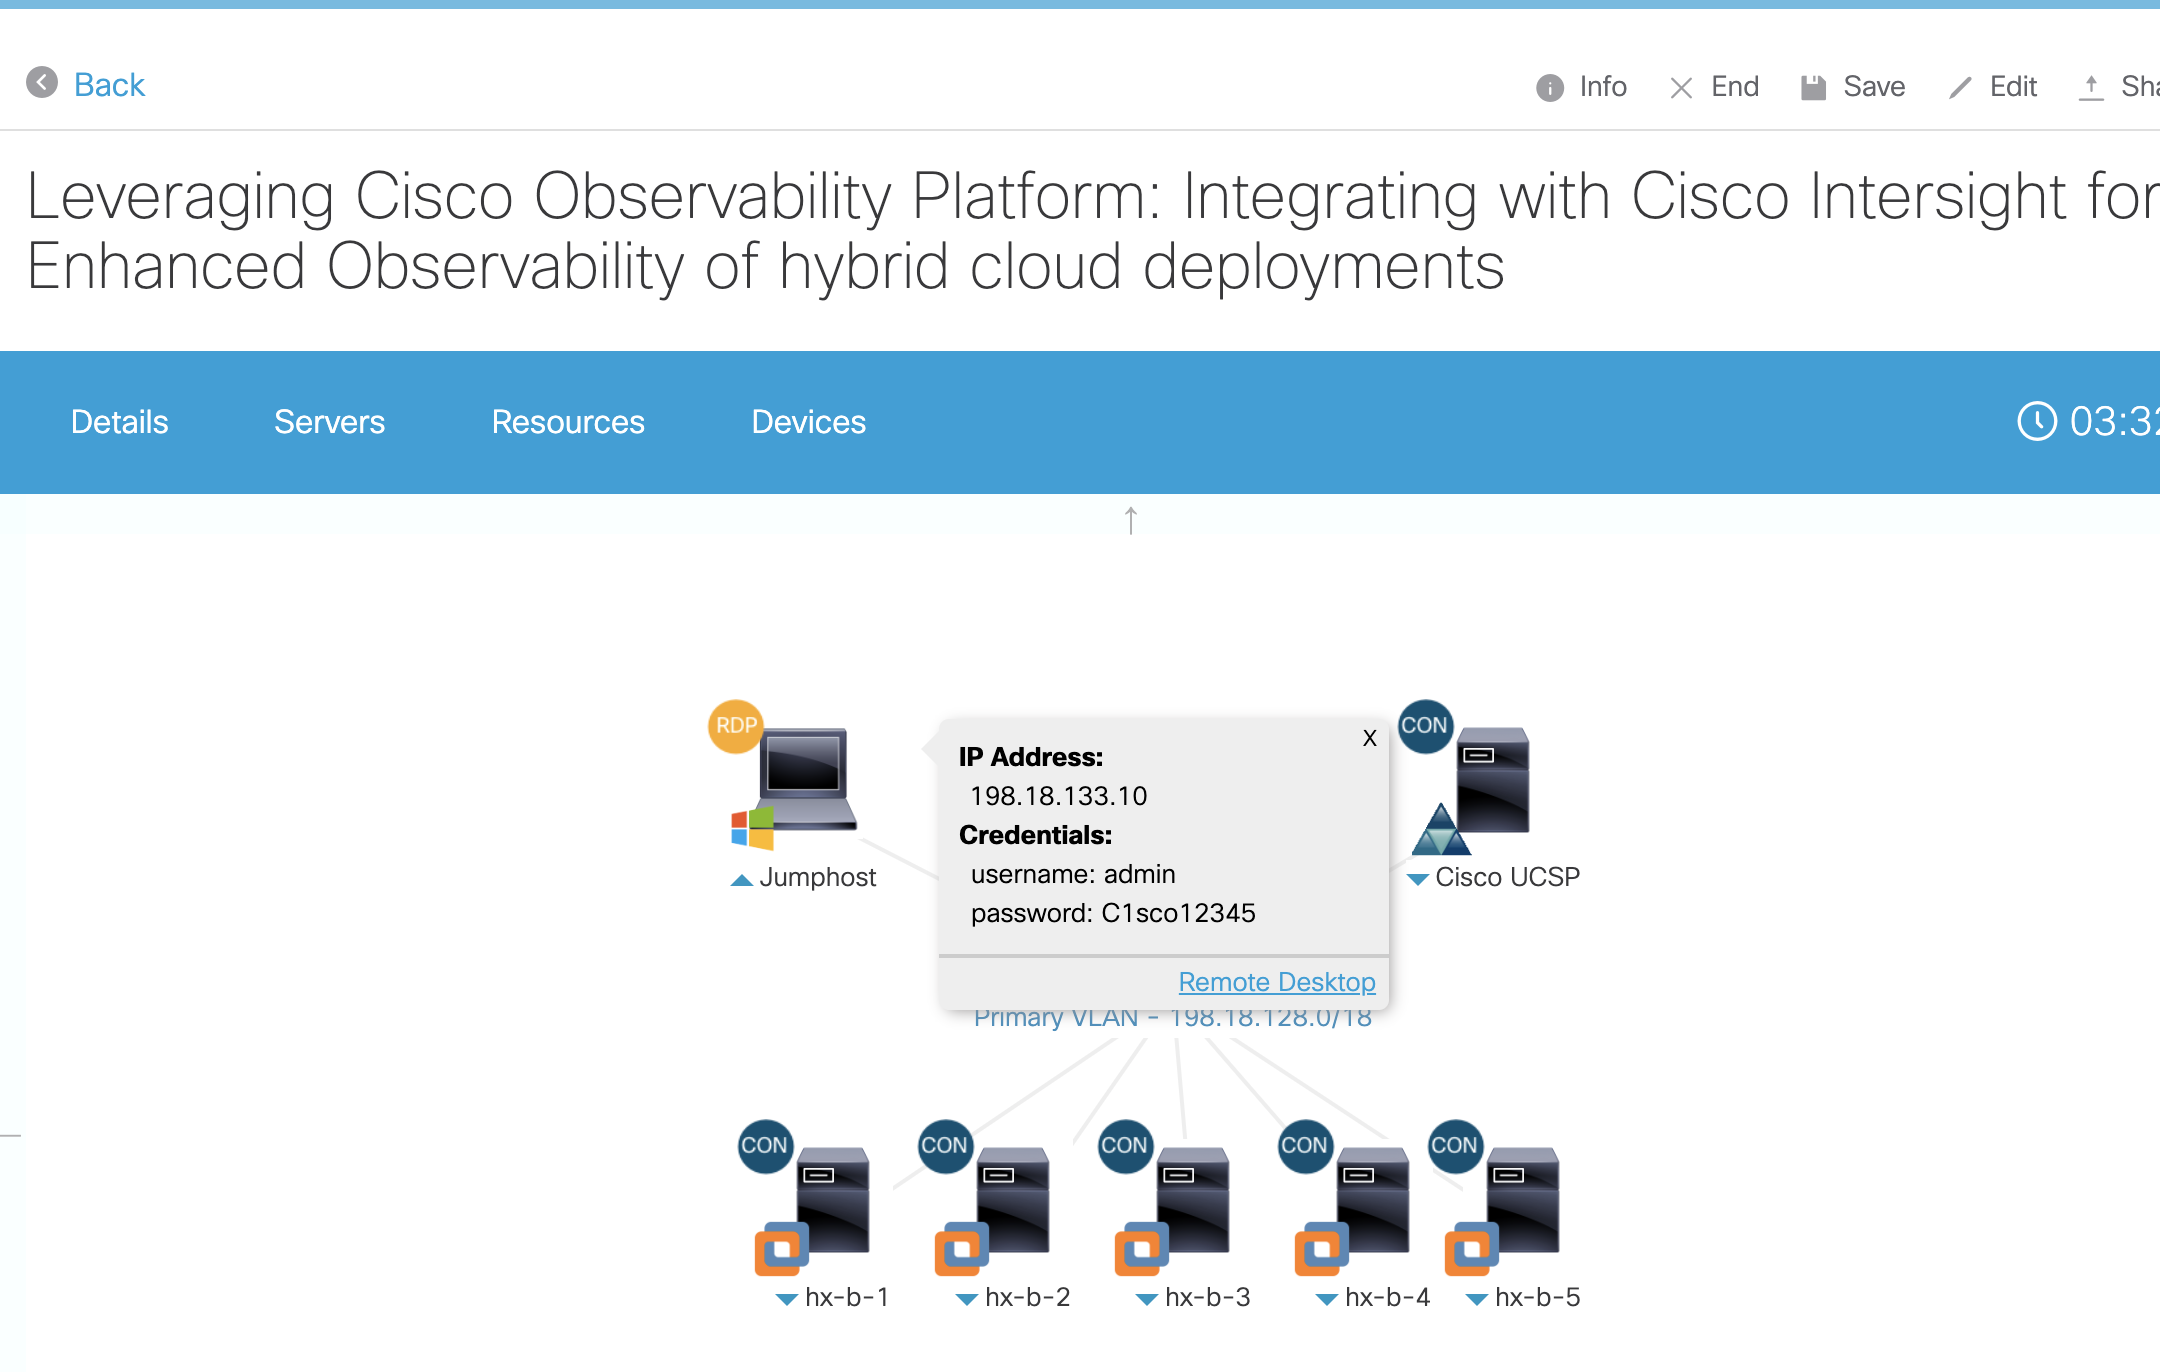 Back
Info
End
Save
Edit
Leveraging Cisco Observability Platform: Integrating with Cisco Intersight for
Enhanced Observability of hybrid cloud deployments
Details
Servers
Resources
Devices
RDP
Jumphost
X
IP Address:
198.18.133.10
Credentials:
username: admin
password: C1sco12345
Remote Desktop
CON
Cisco UCSP
Primary VLAN - 198.18.128.0/18
CON
CON
CON
CON
CON
hx-b-1
hx-b-2
hx-b-3
hx-b-4
hx-b-5